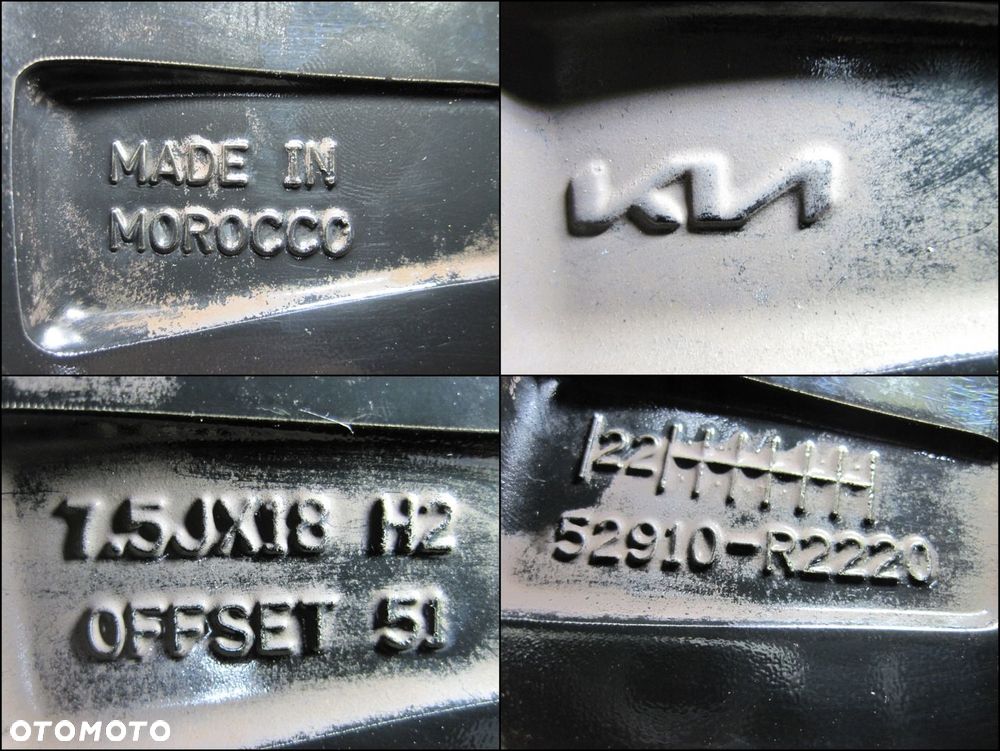 MADE IN
MOROCCO
KIA
7.5JX18 H2
OFFSET 51
22
52910-R2220
OTOMOTO